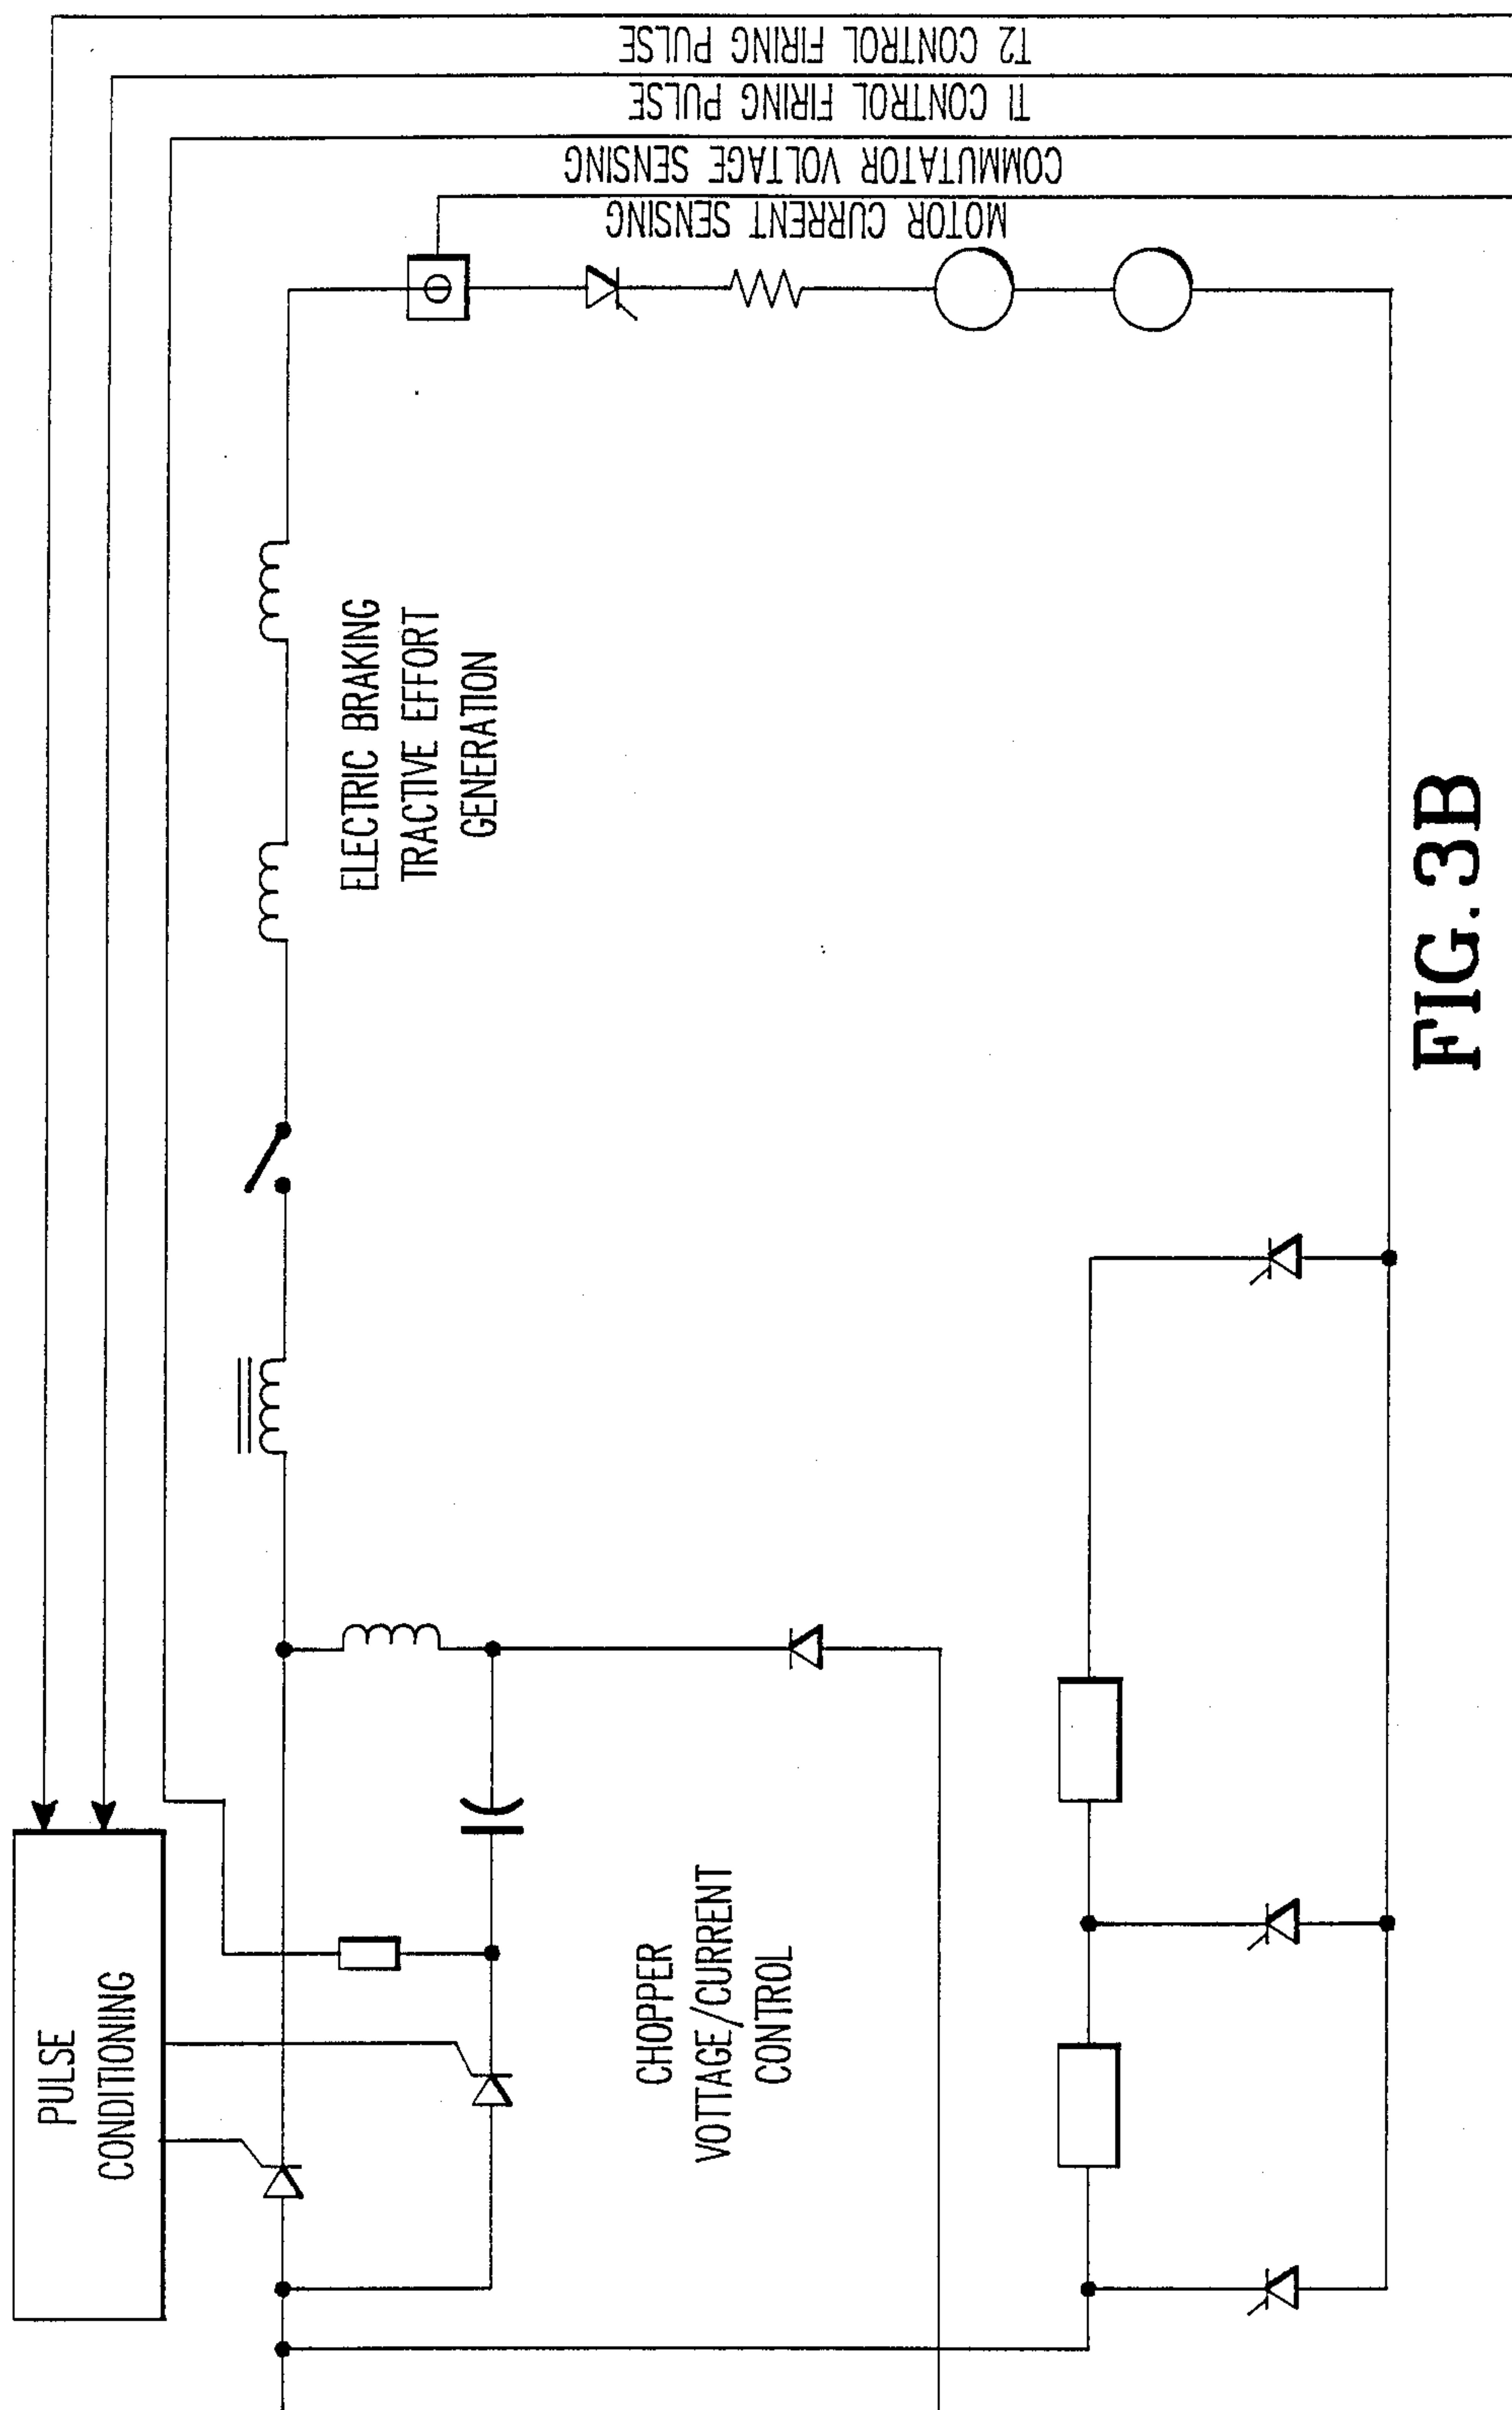 T2 CONTROL FIRING PULSE
T1 CONTROL FIRING PULSE
COMMUTATOR VOLTAGE SENSING
MOTOR CURRENT SENSING
PULSE
CONDITIONING
ELECTRIC BRAKING
TRACTIVE EFFORT
GENERATION
CHOPPER
VOTTAGE/CURRENT
CONTROL
FIG. 3B